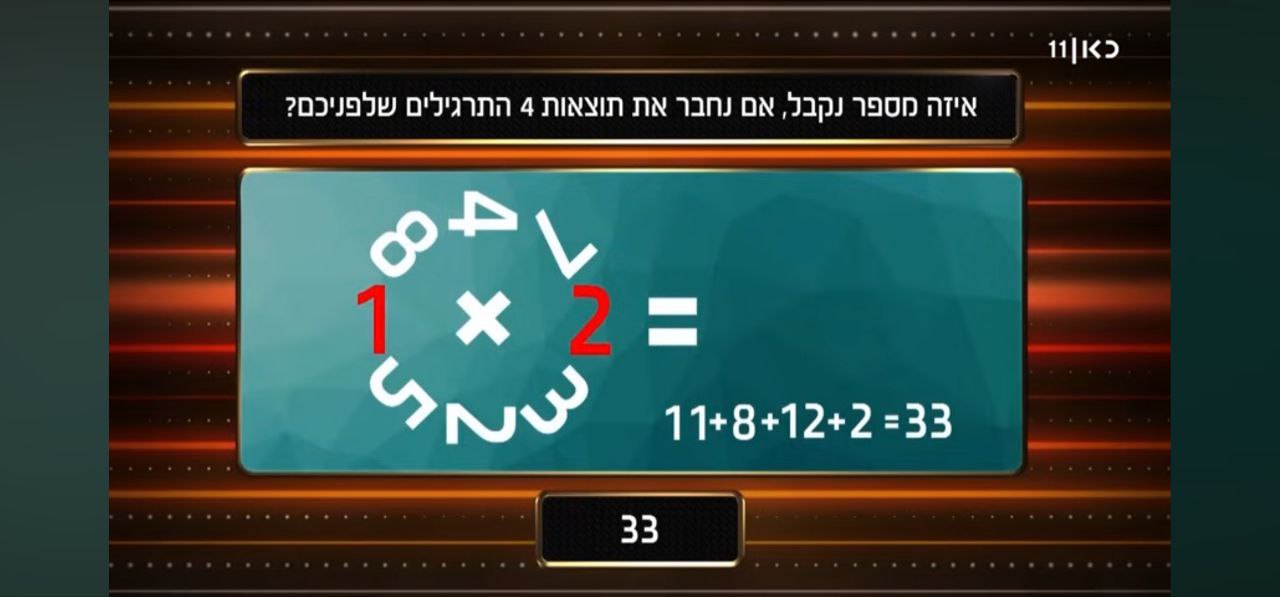 כאן|11
איזה מספר נקבל, אם נחבר את תוצאות 4 התרגילים שלפניכם?
8 4 7
1 × 2 =
5 2 3
11+8+12+2=33
33